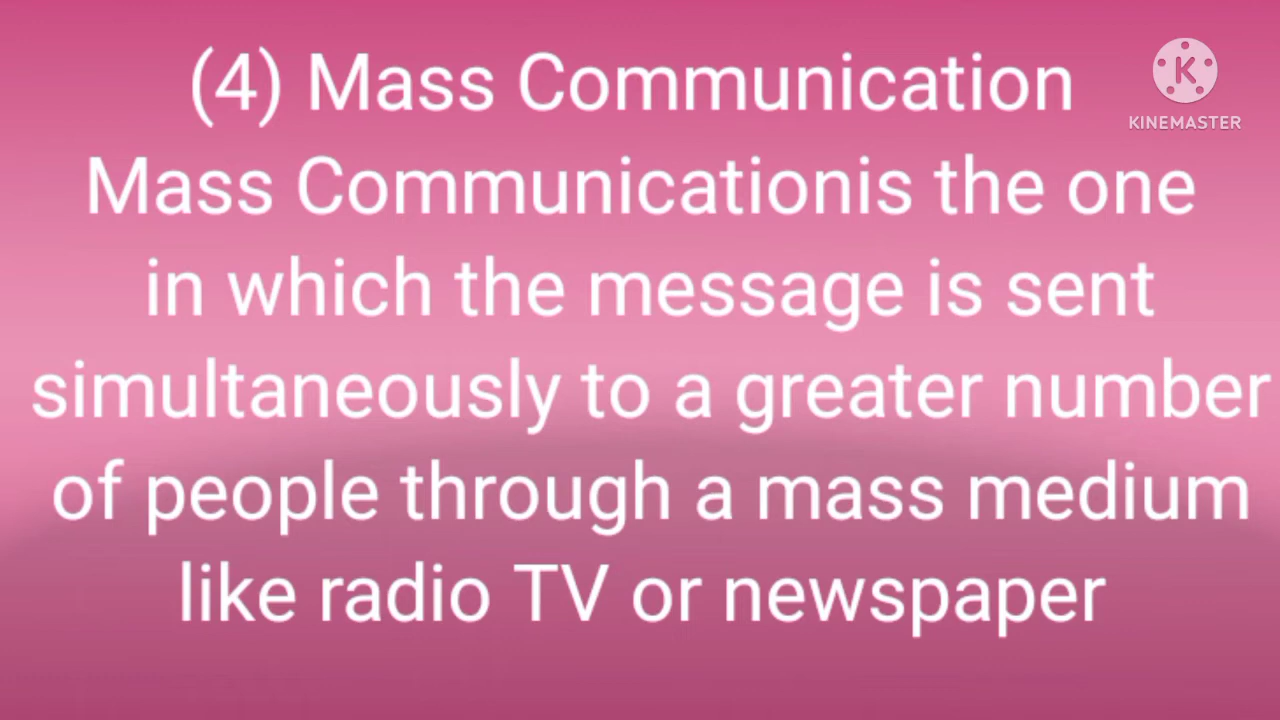 (4) Mass Communication
KINEMASTER
Mass Communicationis the one
in which the message is sent
simultaneously to a greater number
of people through a mass medium
like radio TV or newspaper